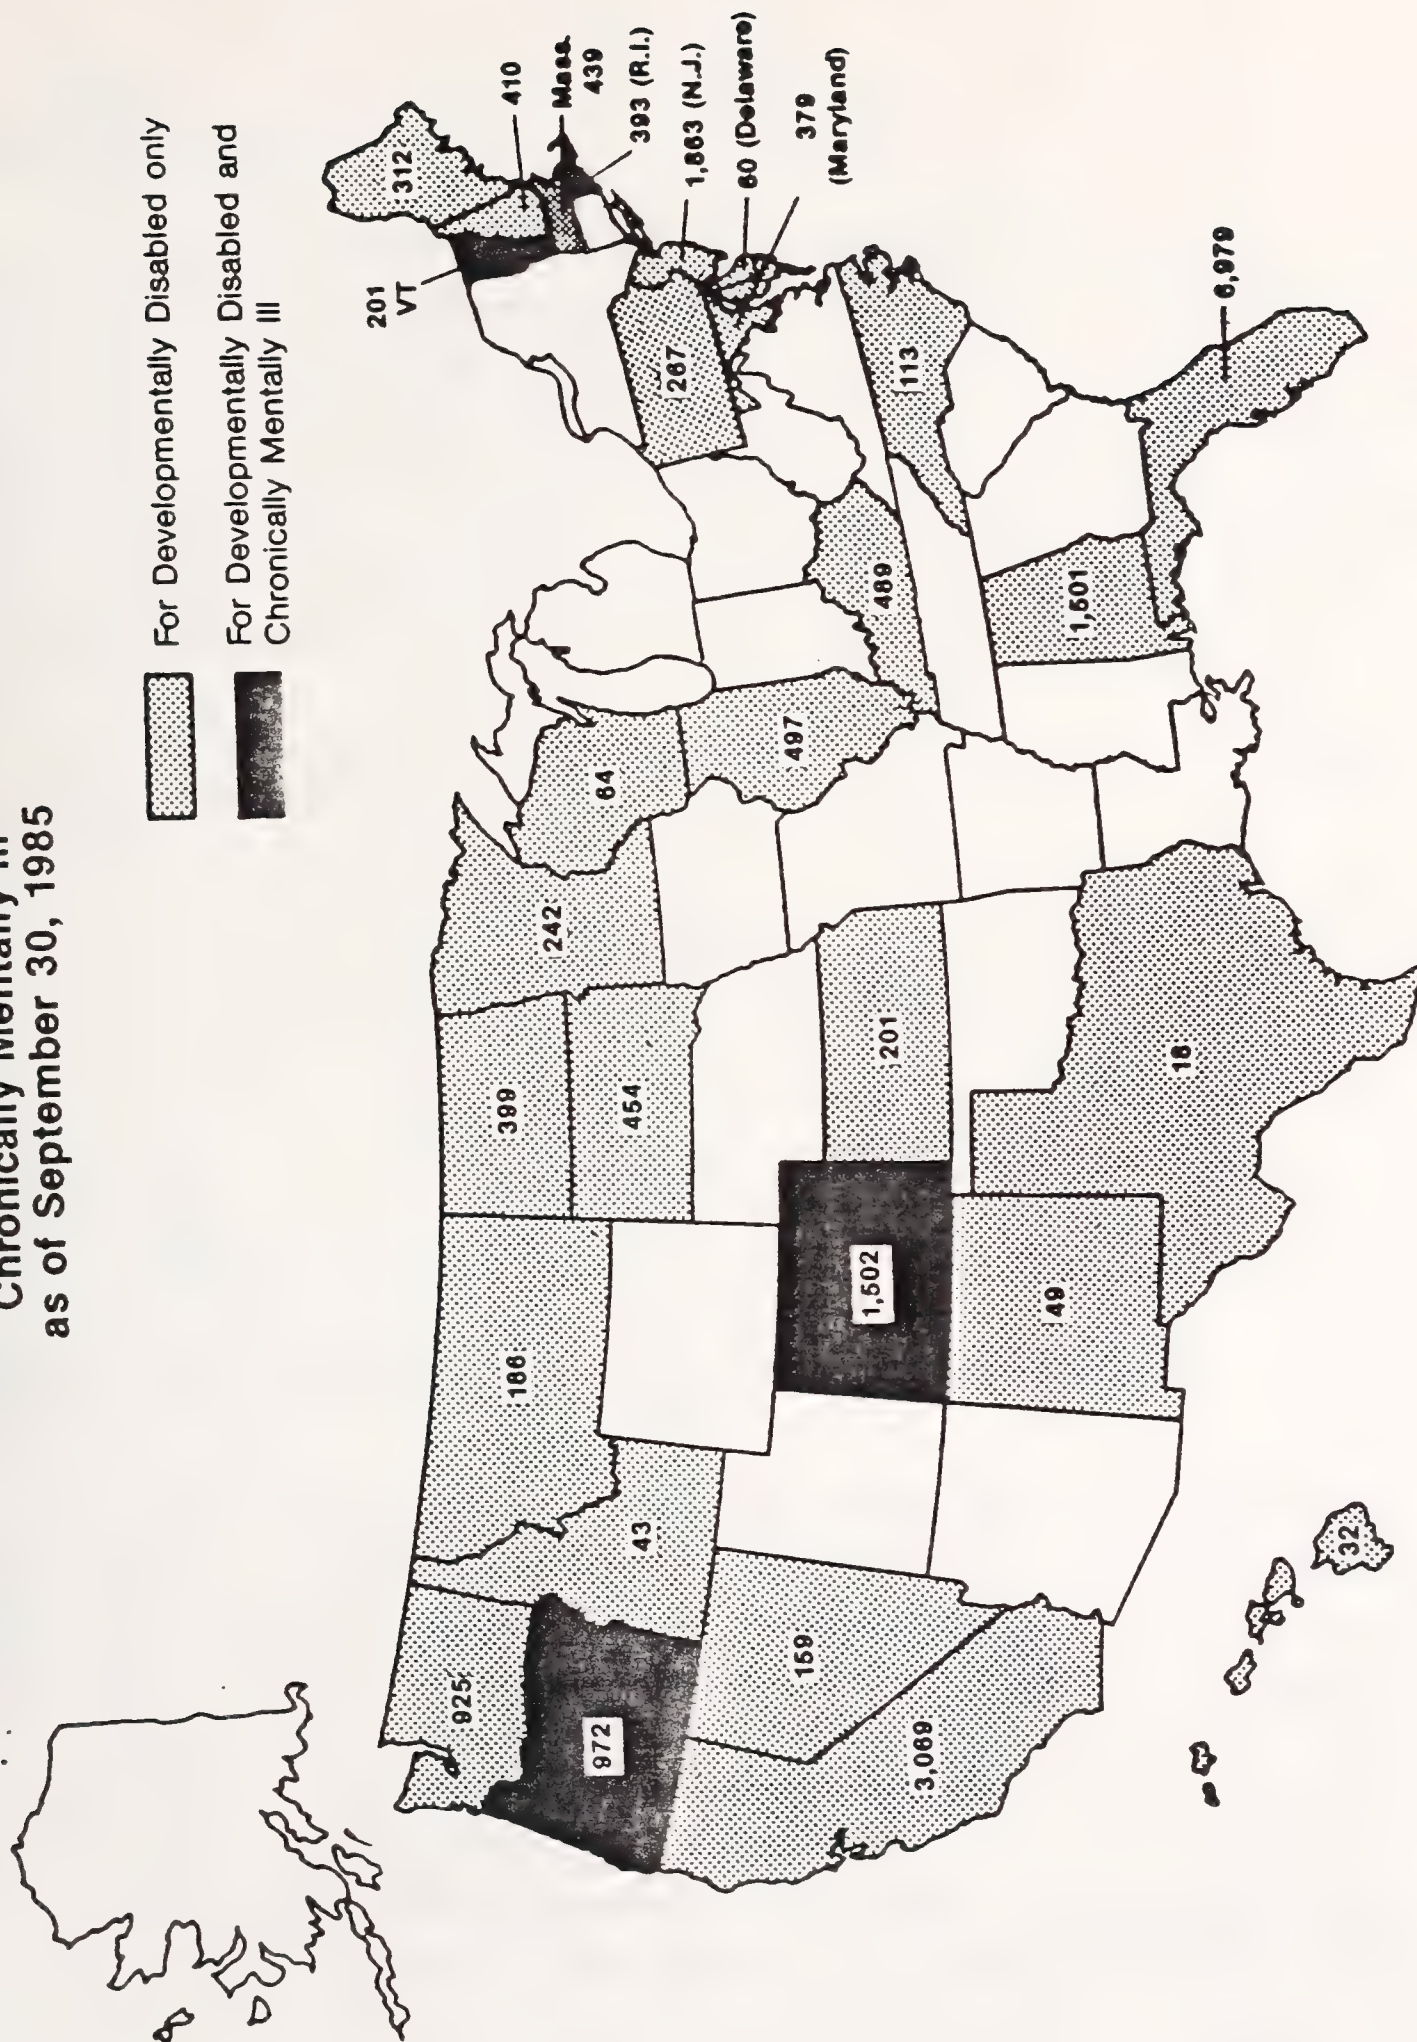 Chronically Mentally Ill
as of September 30, 1985
For Developmentally Disabled only
For Developmentally Disabled and
Chronically Mentally Ill
925
972
3,069
159
43
186
399
454
242
64
497
1,502
49
201
18
32
489
1,501
113
6,979
267
312
201
VT
410
Mass.
439
393 (R.I.)
1,863 (N.J.)
60 (Delaware)
379
(Maryland)